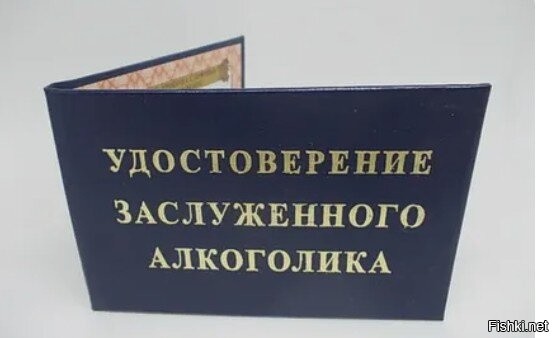 УДОСТОВЕРЕНИЕ
ЗАСЛУЖЕННОГО
АЛКОГОЛИКА
Fishki.net